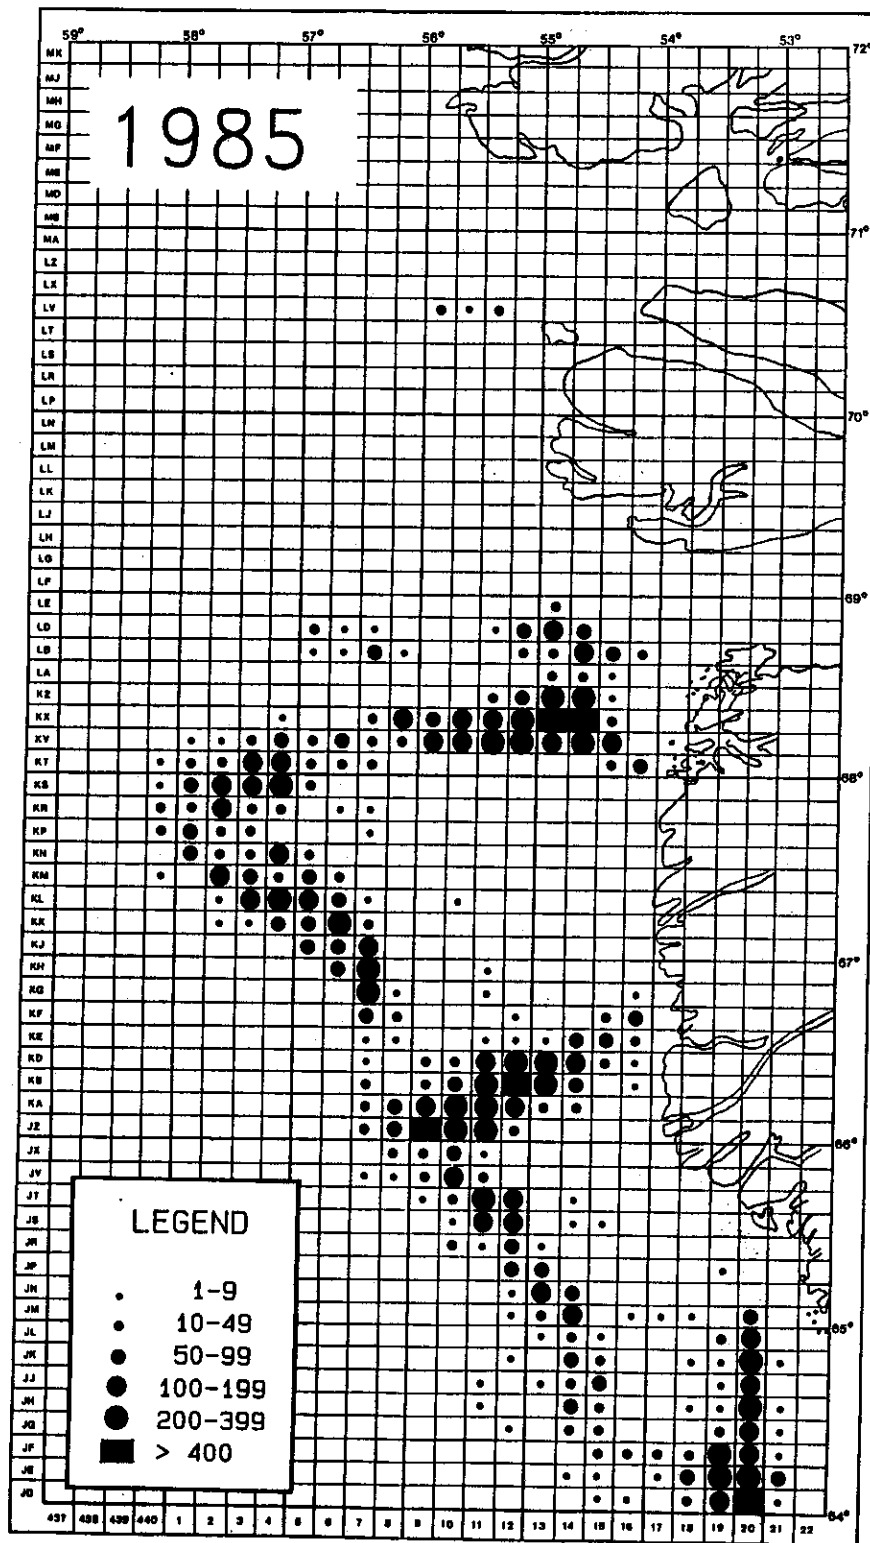 59° 58° 57° 56° 55° 54° 53°
72°
MK
MJ
MH
MG
MF
ME
MD
MB
MA
LZ
LX
LV
LT
LS
LR
LP
LN
LM
LL
LK
LJ
LH
LG
LF
LE
LD
LB
LA
KZ
KX
KV
KT
KS
KR
KP
KN
KM
KL
KK
KJ
KH
KG
KF
KE
KD
KB
KA
JZ
JX
JV
JT
JS
JR
JP
JN
JM
JL
JK
JJ
JH
JG
JF
JE
JD
1985
71°
70°
69°
68°
67°
66°
65°
64°
LEGEND
1-9
10-49
50-99
100-199
200-399
> 400
437 438 439 440 1 2 3 4 5 6 7 8 9 10 11 12 13 14 15 16 17 18 19 20 21 22